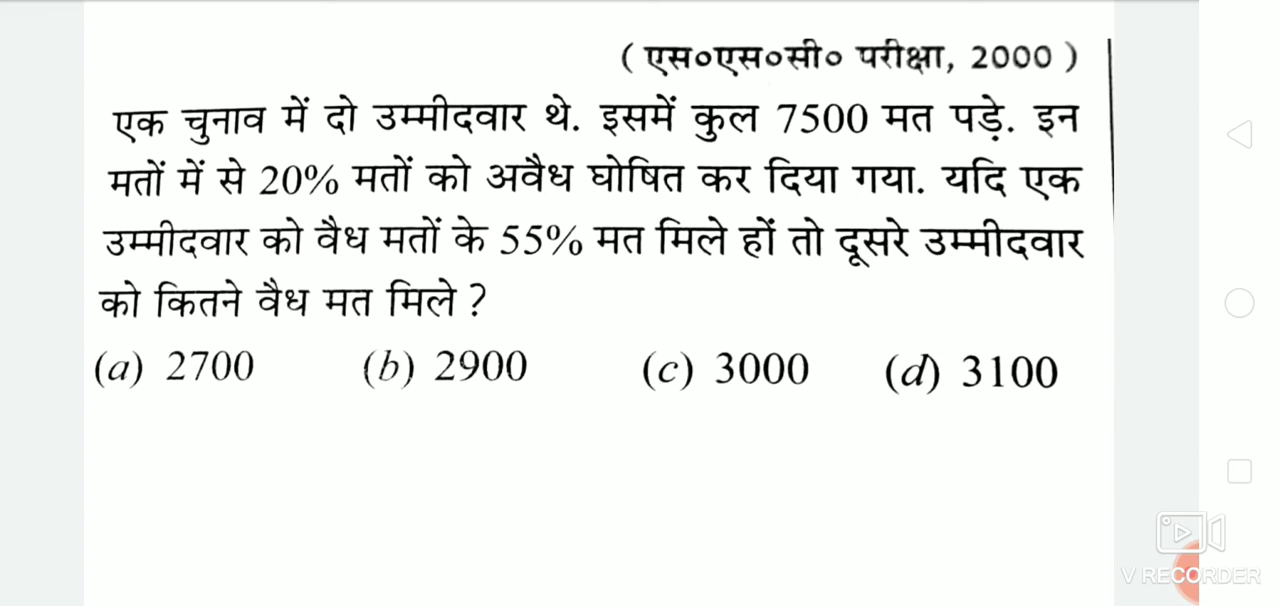 ( एस०एस०सी० परीक्षा, 2000 )
एक चुनाव में दो उम्मीदवार थे. इसमें कुल 7500 मत पड़े. इन
मतों में से 20% मतों को अवैध घोषित कर दिया गया. यदि एक
उम्मीदवार को वैध मतों के 55% मत मिले हों तो दूसरे उम्मीदवार
को कितने वैध मत मिले ?
(a) 2700 (b) 2900 (c) 3000 (d) 3100
V RECORDER